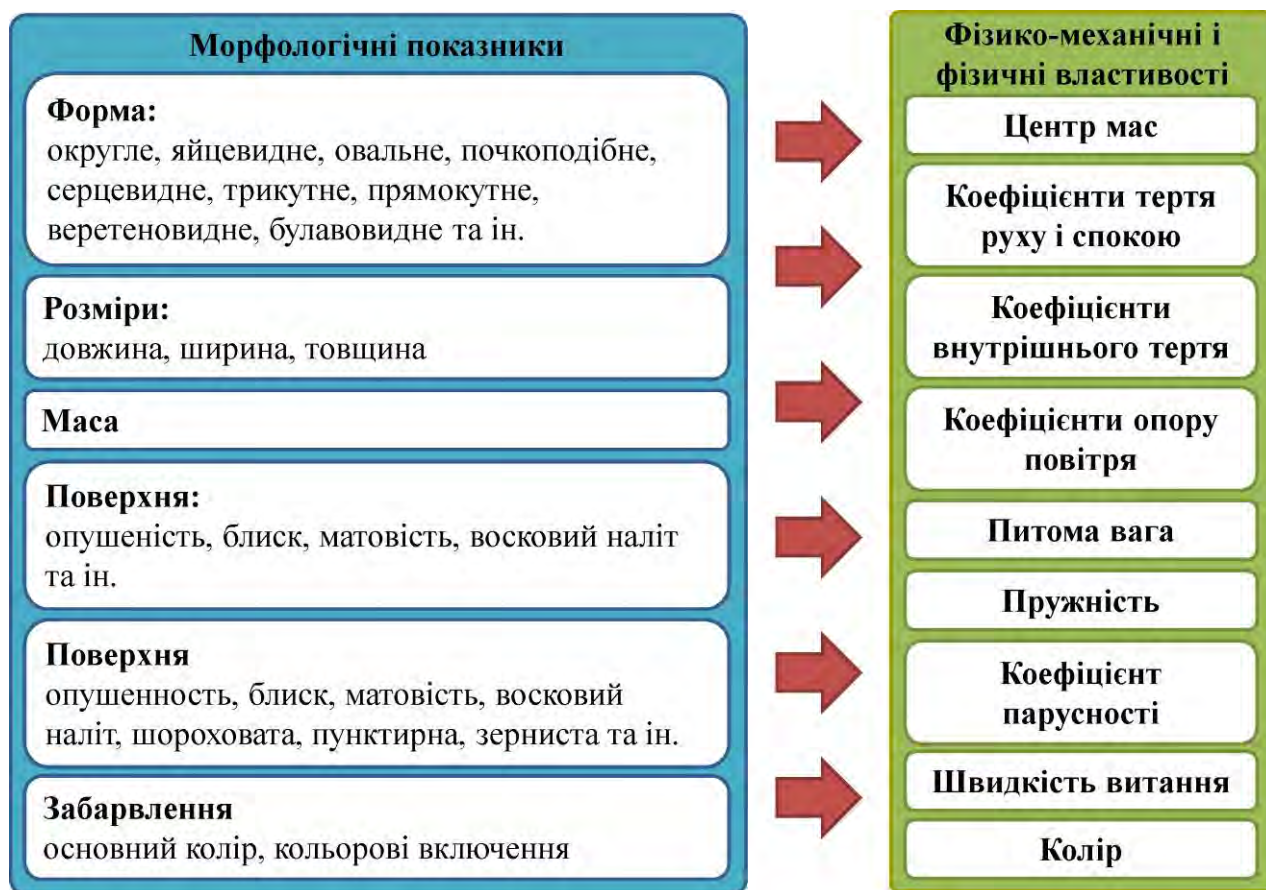 Морфологічні показники
Форма:
округле, яйцевидне, овальне, почкоподібне,
серцевидне, трикутне, прямокутне,
веретеновидне, булавовидне та ін.
Розміри:
довжина, ширина, товщина
Маса
Поверхня:
опушеність, блиск, матовість, восковий наліт
та ін.
Поверхня
опушенность, блиск, матовість, восковий
наліт, шороховата, пунктирна, зерниста та ін.
Забарвлення
основний колір, кольорові включення
Фізико-механічні і
фізичні властивості
Центр мас
Коефіцієнти тертя
руху і спокою
Коефіцієнти
внутрішнього тертя
Коефіцієнти опору
повітря
Питома вага
Пружність
Коефіцієнт
парусності
Швидкість витання
Колір